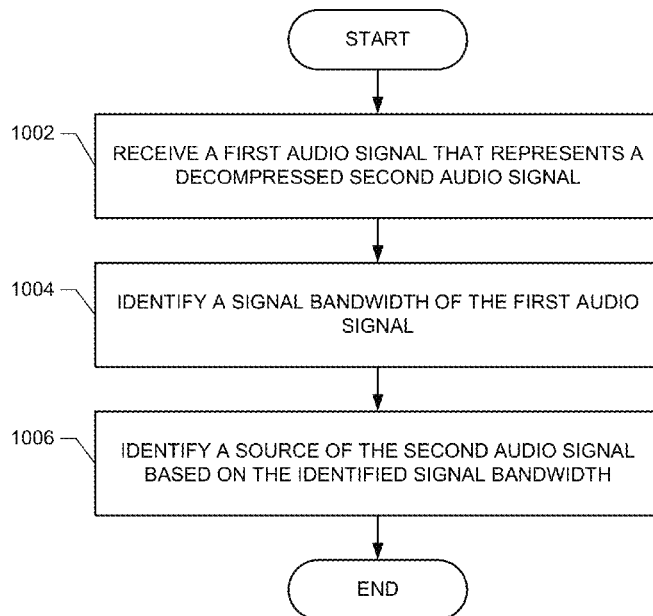 START
1002
RECEIVE A FIRST AUDIO SIGNAL THAT REPRESENTS A
DECOMPRESSED SECOND AUDIO SIGNAL
1004
IDENTIFY A SIGNAL BANDWIDTH OF THE FIRST AUDIO
SIGNAL
1006
IDENTIFY A SOURCE OF THE SECOND AUDIO SIGNAL
BASED ON THE IDENTIFIED SIGNAL BANDWIDTH
END